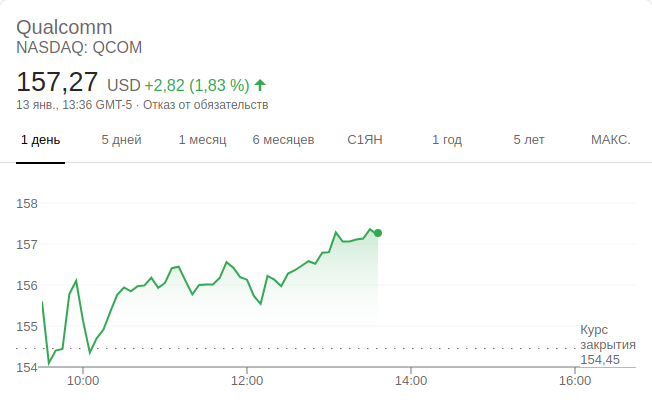 Qualcomm
NASDAQ: QCOM
157,27 USD +2,82 (1,83 %)
13 янв., 13:36 GMT-5 · Отказ от обязательств
1 день 5 дней 1 месяц 6 месяцев С1ЯН 1 год 5 лет МАКС.
158
157
156
155
Курс
закрытия
154,45
154
10:00 12:00 14:00 16:00